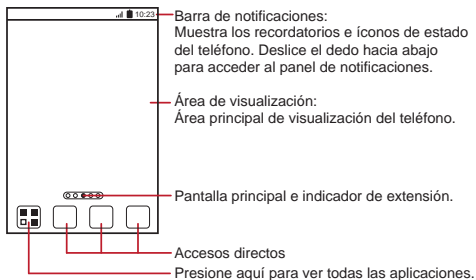 10:23
Barra de notificaciones:
Muestra los recordatorios e íconos de estado
del teléfono. Deslice el dedo hacia abajo
para acceder al panel de notificaciones.
Área de visualización:
Área principal de visualización del teléfono.
Pantalla principal e indicador de extensión.
Accesos directos
Presione aquí para ver todas las aplicaciones.